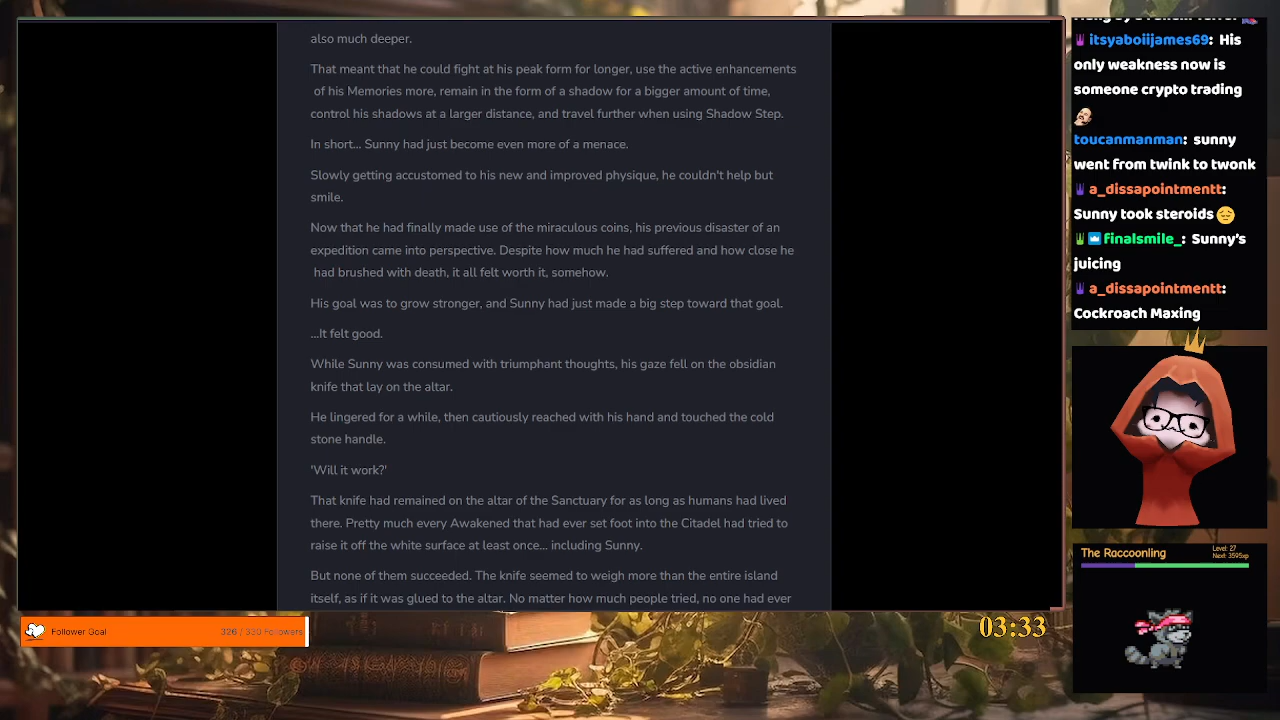 also much deeper.
That meant that he could fight at his peak form for longer, use the active enhancements
of his Memories more, remain in the form of a shadow for a bigger amount of time,
control his shadows at a larger distance, and travel further when using Shadow Step.
In short... Sunny had just become even more of a menace.
Slowly getting accustomed to his new and improved physique, he couldn't help but
smile.
Now that he had finally made use of the miraculous coins, his previous disaster of an
expedition came into perspective. Despite how much he had suffered and how close he
had brushed with death, it all felt worth it, somehow.
His goal was to grow stronger, and Sunny had just made a big step toward that goal.
...It felt good.
While Sunny was consumed with triumphant thoughts, his gaze fell on the obsidian
knife that lay on the altar.
He lingered for a while, then cautiously reached with his hand and touched the cold
stone handle.
'Will it work?'
That knife had remained on the altar of the Sanctuary for as long as humans had lived
there. Pretty much every Awakened that had ever set foot into the Citadel had tried to
raise it off the white surface at least once... including Sunny.
But none of them succeeded. The knife seemed to weigh more than the entire island
itself, as if it was glued to the altar. No matter how much people tried, no one had ever
itsyaboiijames69: His
only weakness now is
someone crypto trading
toucanmanman: sunny
went from twink to twonk
a_dissapointmentt:
Sunny took steroids
finalsmile_: Sunny's
juicing
a_dissapointmentt:
Cockroach Maxing
The Raccoonling
Level: 27
Next: 3595xp
Follower Goal
326 / 330 Followers
03:33